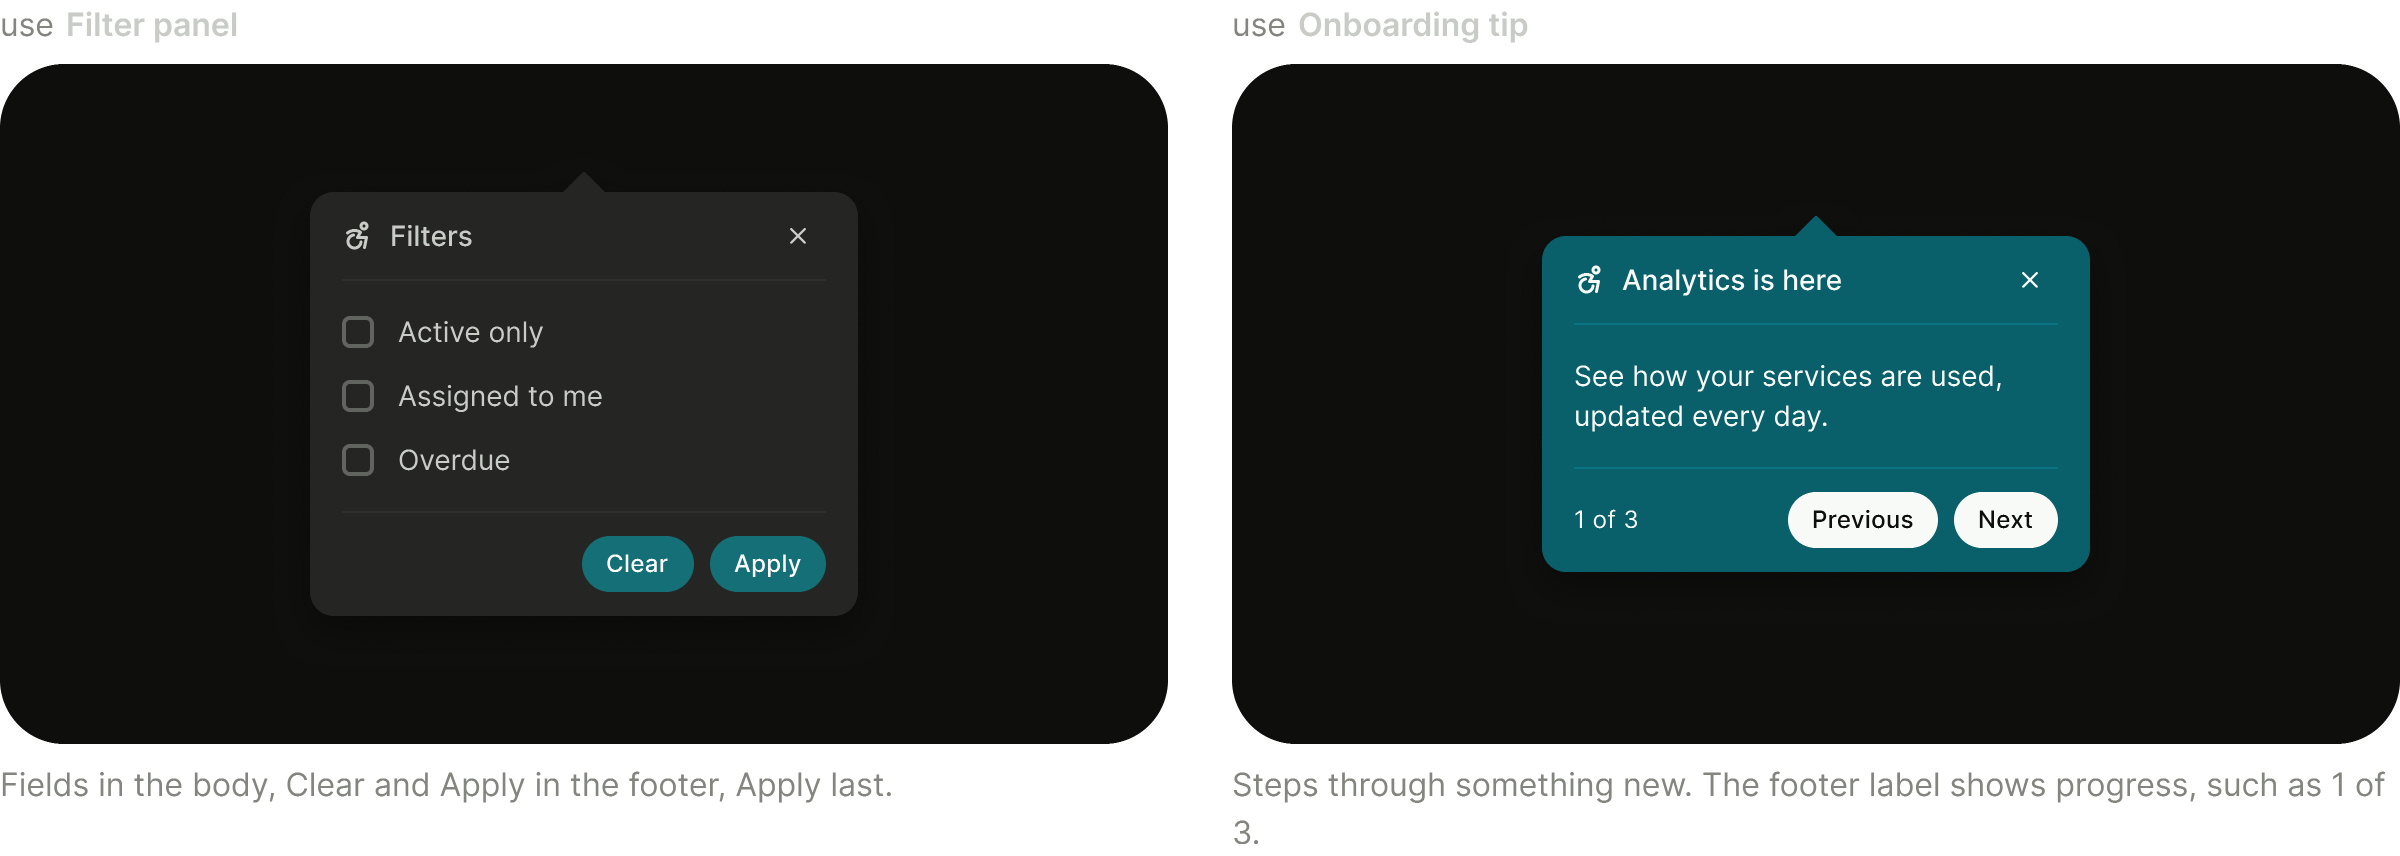 use Filter panel
Filters
Active only
Assigned to me
Overdue
Clear
Apply
Fields in the body, Clear and Apply in the footer, Apply last.
use Onboarding tip
Analytics is here
See how your services are used,
updated every day.
1 of 3
Previous
Next
Steps through something new. The footer label shows progress, such as 1 of
3.